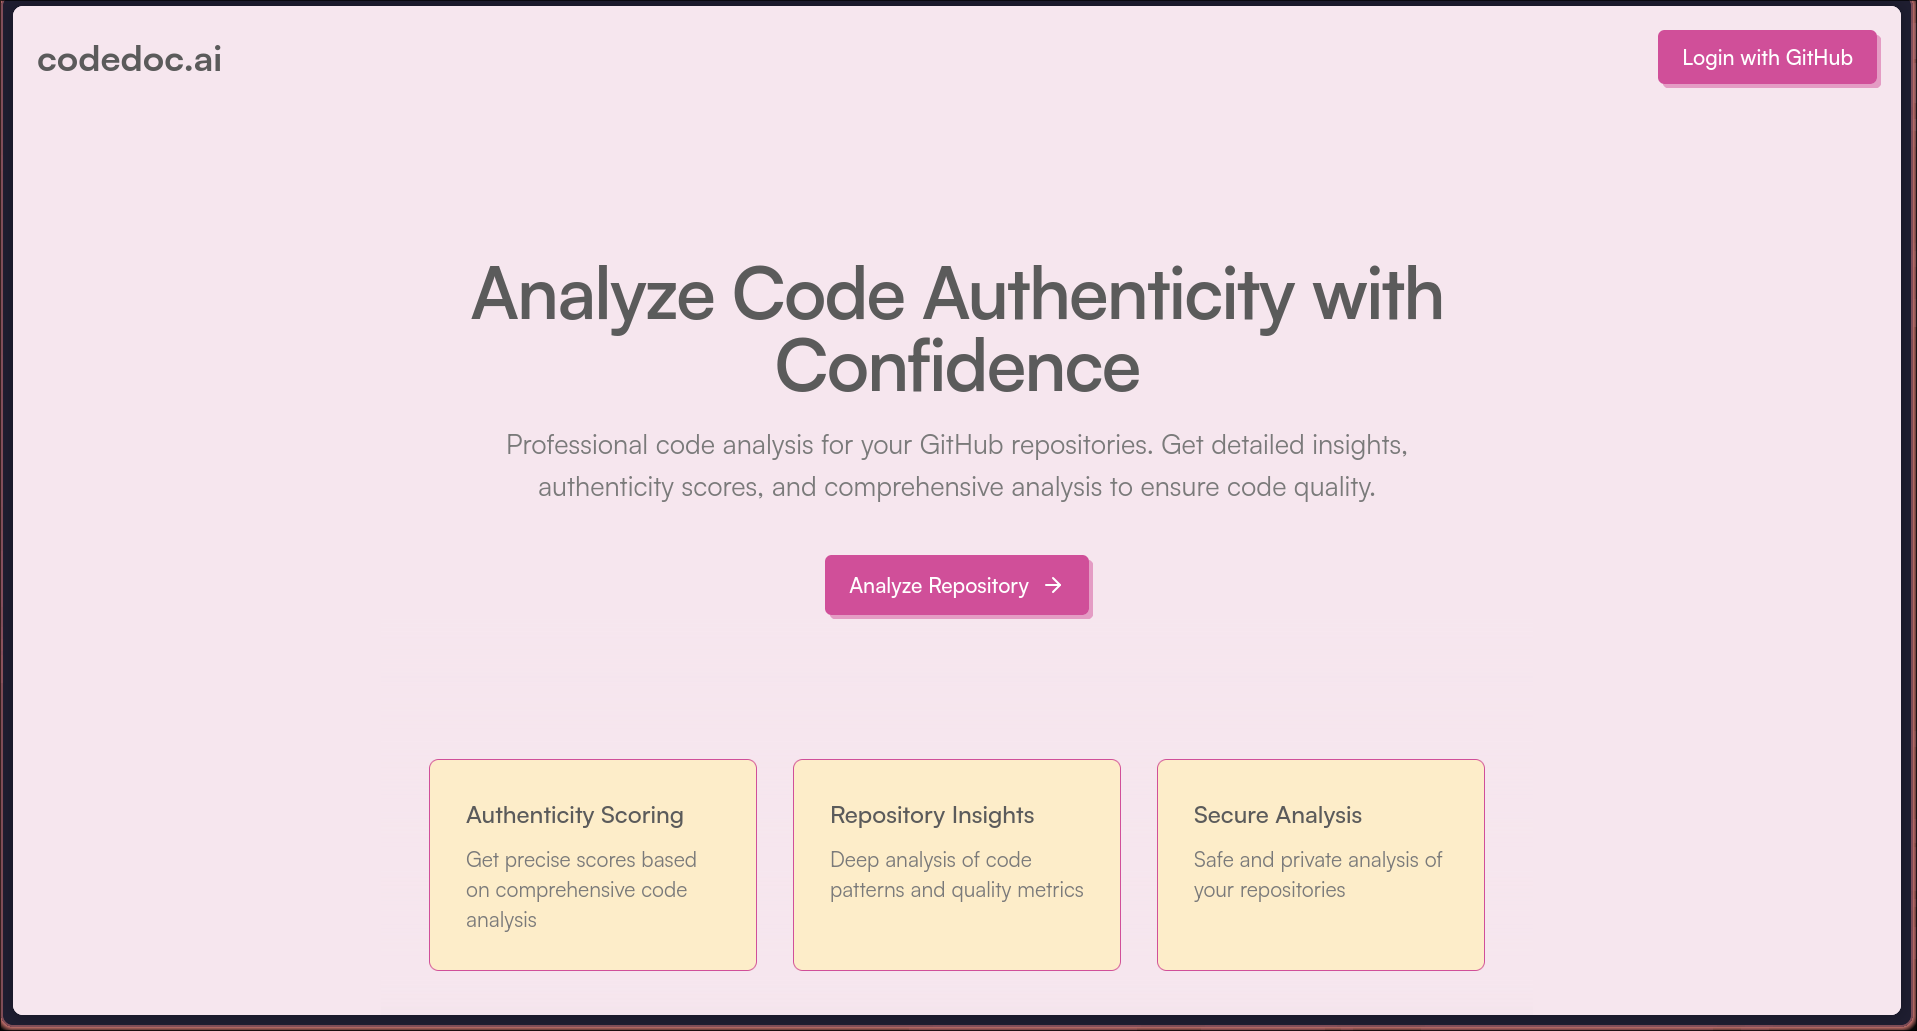 codedoc.ai
Login with GitHub
Analyze Code Authenticity with
Confidence
Professional code analysis for your GitHub repositories. Get detailed insights,
authenticity scores, and comprehensive analysis to ensure code quality.
Analyze Repository →
Authenticity Scoring
Get precise scores based
on comprehensive code
analysis
Repository Insights
Deep analysis of code
patterns and quality metrics
Secure Analysis
Safe and private analysis of
your repositories